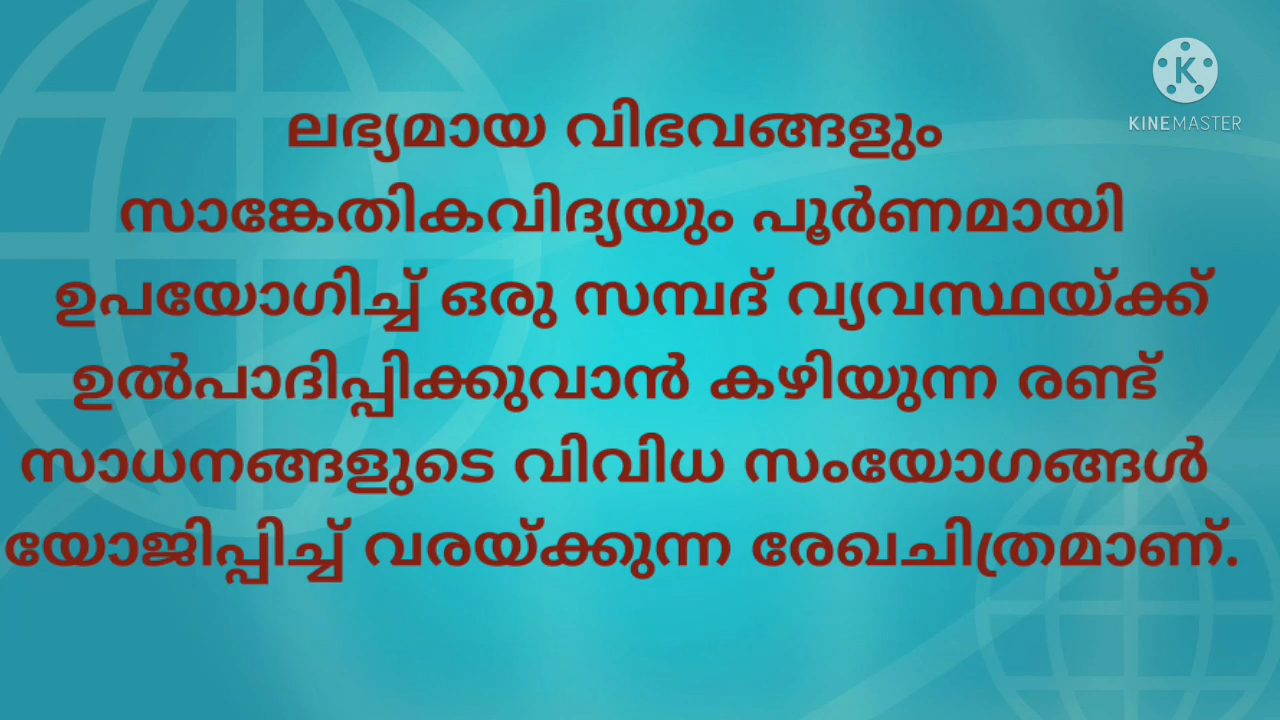 K
KINEMASTER
ലഭ്യമായ വിഭവങ്ങളും
സാങ്കേതികവിദ്യയും പൂർണമായി
ഉപയോഗിച്ച് ഒരു സമ്പദ് വ്യവസ്ഥയ്ക്ക്
ഉൽപാദിപ്പിക്കുവാൻ കഴിയുന്ന രണ്ട്
സാധനങ്ങളുടെ വിവിധ സംയോഗങ്ങൾ
യോജിപ്പിച്ച് വരയ്ക്കുന്ന രേഖചിത്രമാണ്.